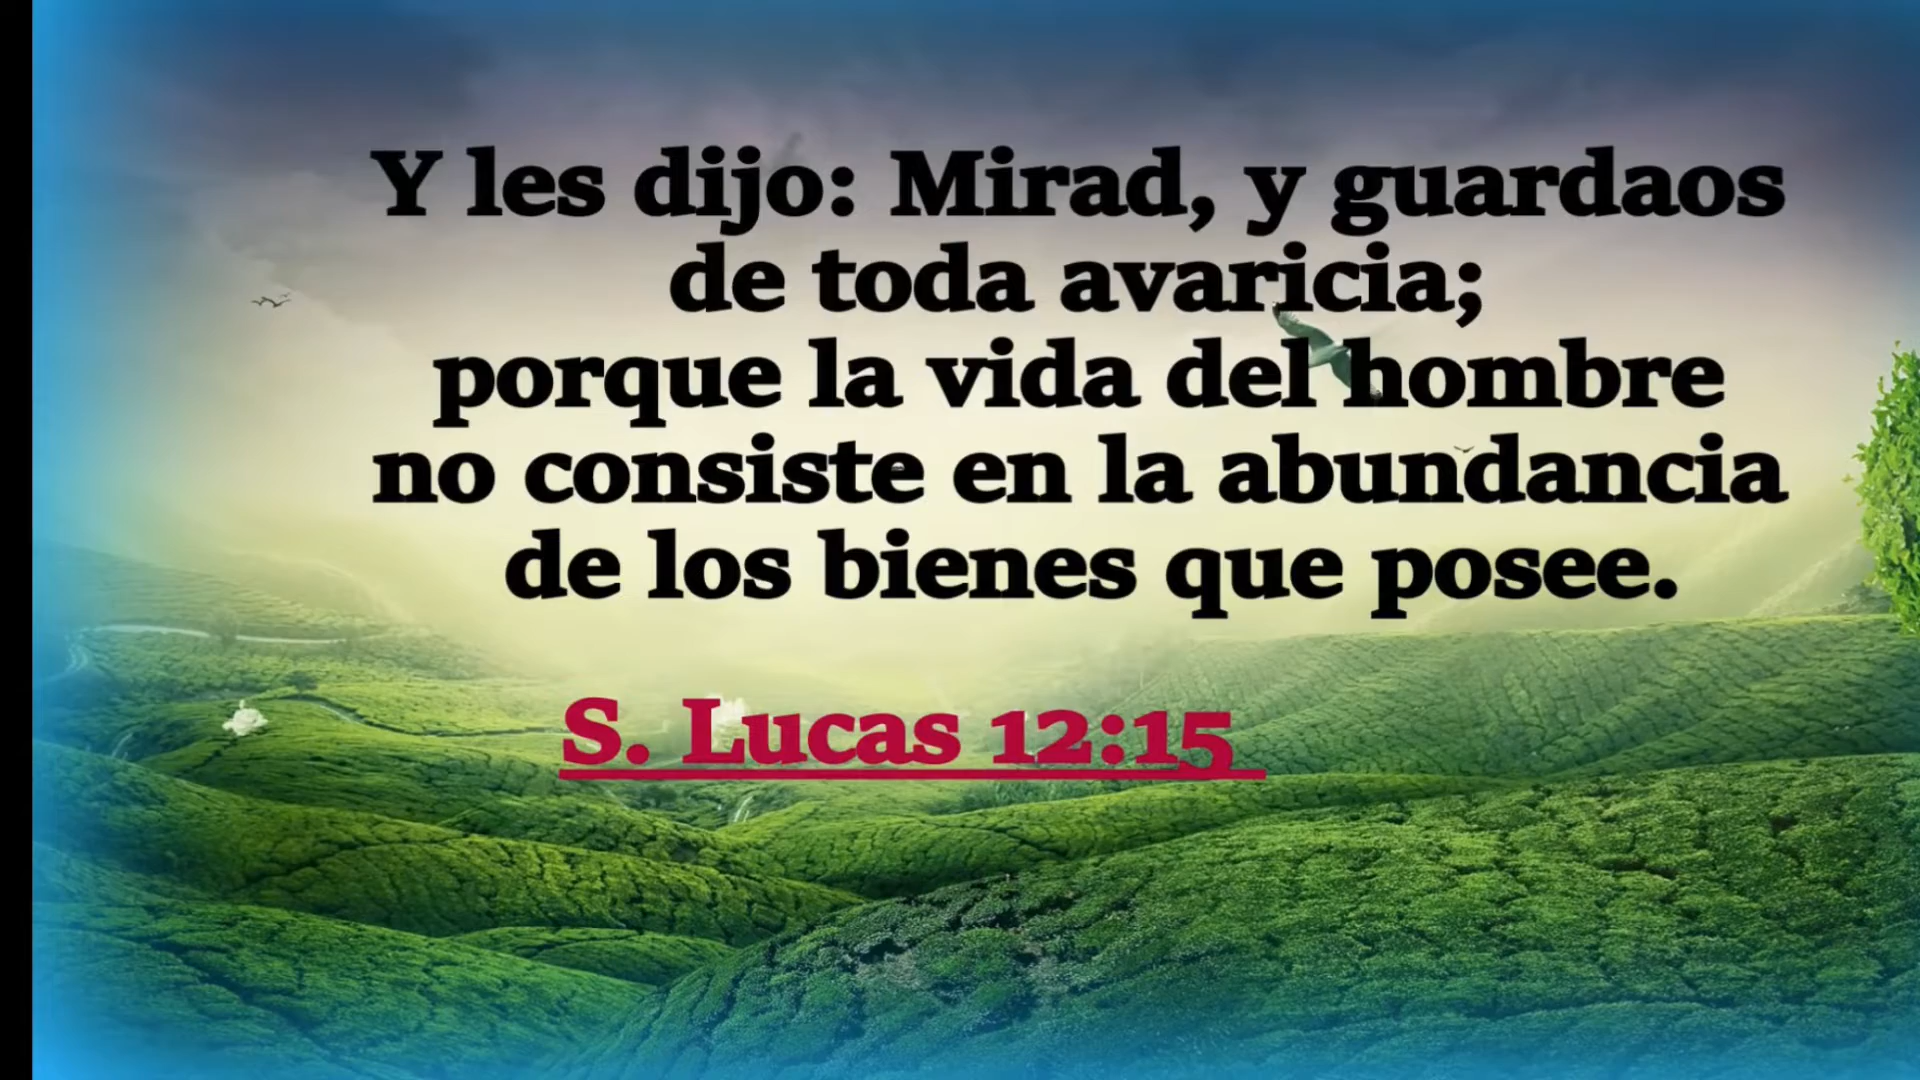 Y les dijo: Mirad, y guardaos
de toda avaricia;
porque la vida del hombre
no consiste en la abundancia
de los bienes que posee.
S. Lucas 12:15